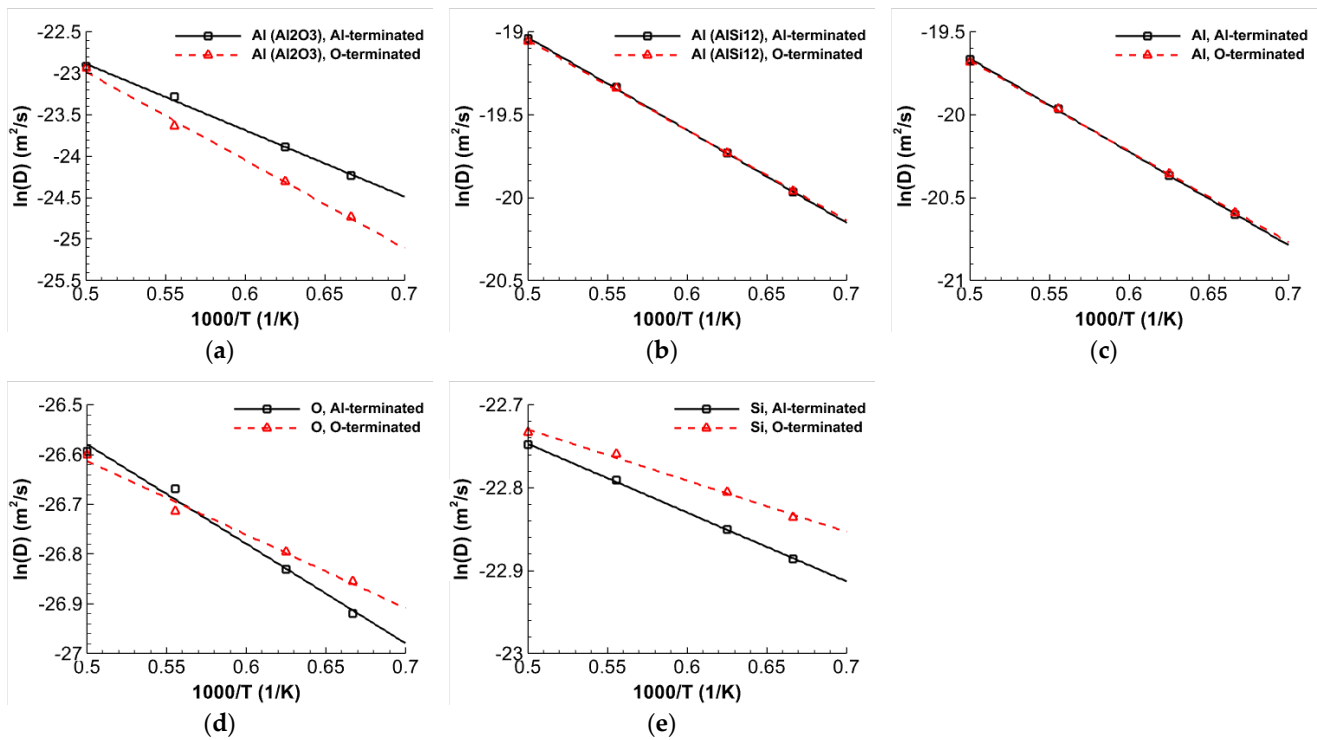 -22.5
-23
-23.5
-24
-24.5
-25
-25.5
ln(D) (m²/s)
Al (Al2O3), Al-terminated
Al (Al2O3), O-terminated
0.5 0.55 0.6 0.65 0.7
1000/T (1/K)
(a)
-19
-19.5
-20
-20.5
ln(D) (m²/s)
Al (AlSi12), Al-terminated
Al (AlSi12), O-terminated
0.5 0.55 0.6 0.65 0.7
1000/T (1/K)
(b)
-19.5
-20
-20.5
-21
ln(D) (m²/s)
Al, Al-terminated
Al, O-terminated
0.5 0.55 0.6 0.65 0.7
1000/T (1/K)
(c)
-26.5
-26.6
-26.7
-26.8
-26.9
-27
ln(D) (m²/s)
O, Al-terminated
O, O-terminated
0.5 0.55 0.6 0.65 0.7
1000/T (1/K)
(d)
-22.7
-22.8
-22.9
-23
ln(D) (m²/s)
Si, Al-terminated
Si, O-terminated
0.5 0.55 0.6 0.65 0.7
1000/T (1/K)
(e)